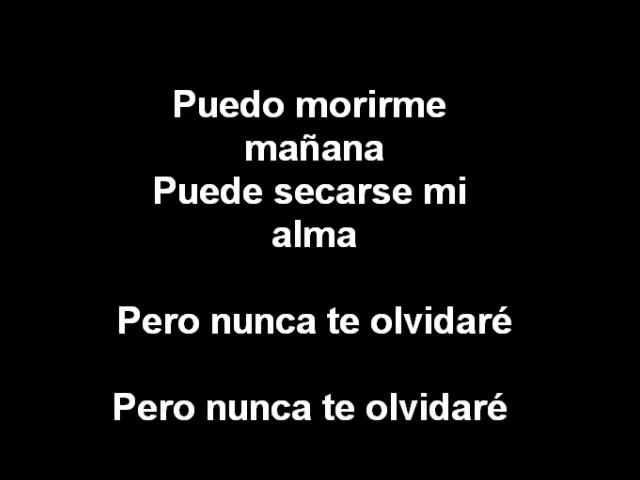 Puedo morirme
mañana
Puede secarse mi
alma
Pero nunca te olvidaré
Pero nunca te olvidaré